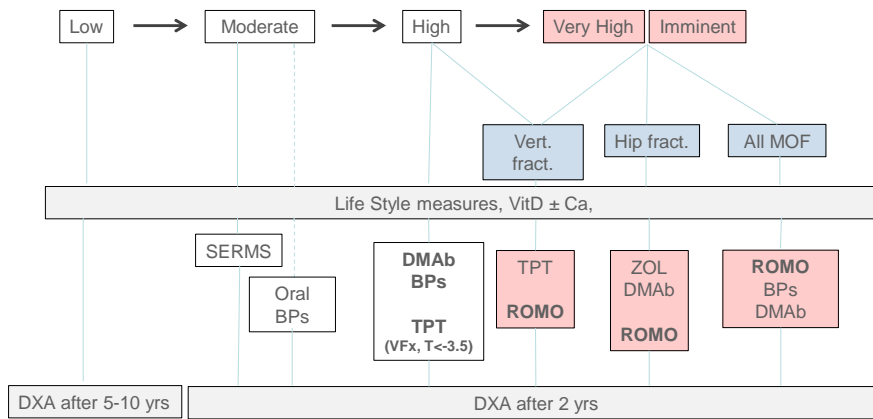 Low
Moderate
High
Very High
Imminent
Vert.
fract.
Hip fract.
All MOF
Life Style measures, VitD ± Ca,
SERMS
Oral
BPs
DMAb
BPs
TPT
(VFx, T<-3.5)
TPT
ROMO
ZOL
DMAb
ROMO
ROMO
BPs
DMAb
DXA after 5-10 yrs
DXA after 2 yrs